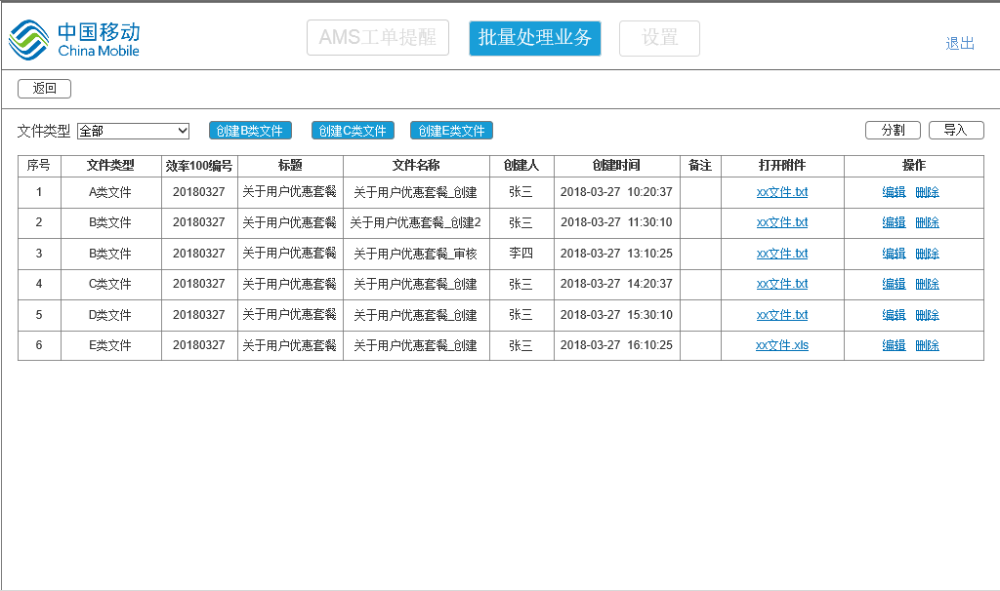 中国移动
China Mobile
AMS工单提醒 批量处理业务 设置 退出
返回
文件类型 全部 创建B类文件 创建C类文件 创建E类文件 分割 导入
序号 文件类型 效率100编号 标题 文件名称 创建人 创建时间 备注 打开附件 操作
1 A类文件 20180327 关于用户优惠套餐 关于用户优惠套餐_创建 张三 2018-03-27 10:20:37 xx文件.txt 编辑 删除
2 B类文件 20180327 关于用户优惠套餐 关于用户优惠套餐_创建2 张三 2018-03-27 11:30:10 xx文件.txt 编辑 删除
3 B类文件 20180327 关于用户优惠套餐 关于用户优惠套餐_审核 李四 2018-03-27 13:10:25 xx文件.txt 编辑 删除
4 C类文件 20180327 关于用户优惠套餐 关于用户优惠套餐_创建 张三 2018-03-27 14:20:37 xx文件.txt 编辑 删除
5 D类文件 20180327 关于用户优惠套餐 关于用户优惠套餐_创建 张三 2018-03-27 15:30:10 xx文件.txt 编辑 删除
6 E类文件 20180327 关于用户优惠套餐 关于用户优惠套餐_创建 张三 2018-03-27 16:10:25 xx文件.xls 编辑 删除